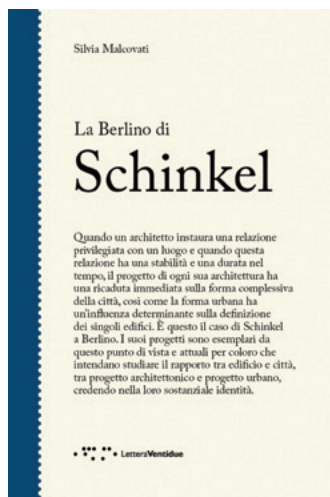 Silvia Malcovati
La Berlino di
Schinkel
Quando un architetto instaura una relazione
privilegiata con un luogo e quando questa
relazione ha una stabilità e una durata nel
tempo, il progetto di ogni sua architettura ha
una ricaduta immediata sulla forma complessiva
della città, così come la forma urbana ha
un'influenza determinante sulla definizione
dei singoli edifici. È questo il caso di Schinkel
a Berlino. I suoi progetti sono esemplari da
questo punto di vista e attuali per coloro che
intendano studiare il rapporto tra edificio e città,
tra progetto architettonico e progetto urbano,
credendo nella loro sostanziale identità.
LetteraVentidue